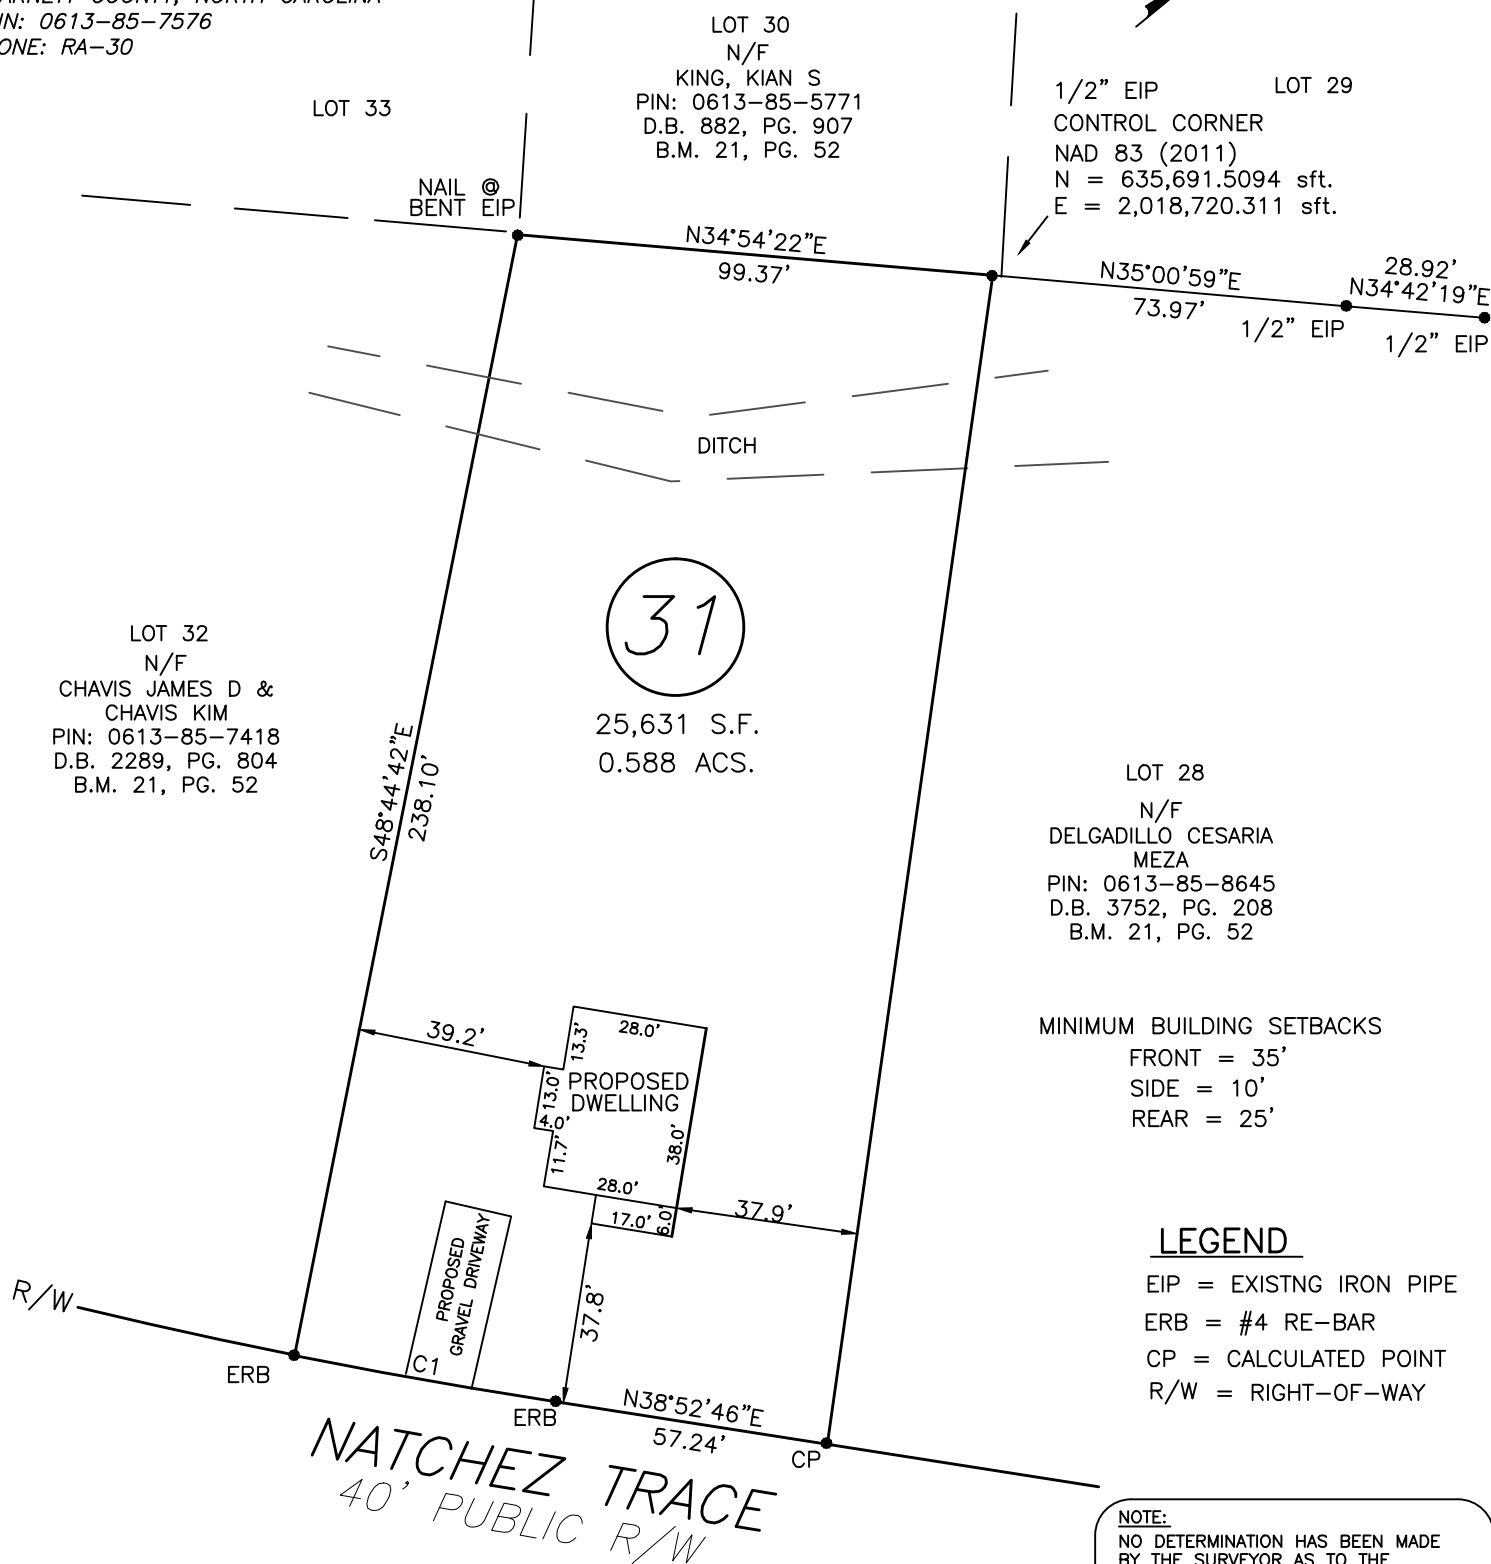 COUNTY, NORTH CAROLINA
0613-85-7576
RA-30
LOT 33
LOT 30
N/F
KING, KIAN S
PIN: 0613-85-5771
D.B. 882, PG. 907
B.M. 21, PG. 52
1/2" EIP
CONTROL CORNER
NAD 83 (2011)
N = 635,691.5094 sft.
E = 2,018,720.311 sft.
LOT 29
NAIL @
BENT EIP
N34°54'22"E
99.37'
N35°00'59"E
73.97'
1/2" EIP
28.92'
N34°42'19"E
1/2" EIP
DITCH
31
25,631 S.F.
0.588 ACS.
LOT 32
N/F
CHAVIS JAMES D &
CHAVIS KIM
PIN: 0613-85-7418
D.B. 2289, PG. 804
B.M. 21, PG. 52
S48°44'42"E
238.10'
LOT 28
N/F
DELGADILLO CESARIA
MEZA
PIN: 0613-85-8645
D.B. 3752, PG. 208
B.M. 21, PG. 52
MINIMUM BUILDING SETBACKS
FRONT = 35'
SIDE = 10'
REAR = 25'
39.2'
28.0'
13.3'
PROPOSED
DWELLING
13.0'
4.0'
11.7'
38.0'
28.0'
17.0'
6.0'
37.9'
37.8'
PROPOSED
GRAVEL DRIVEWAY
LEGEND
EIP = EXISTNG IRON PIPE
ERB = #4 RE-BAR
CP = CALCULATED POINT
R/W = RIGHT-OF-WAY
R/W
ERB
C1
ERB
N38°52'46"E
57.24'
CP
NATCHEZ TRACE
40' PUBLIC R/W
NOTE:
NO DETERMINATION HAS BEEN MADE
BY THE SURVEYOR AS TO THE